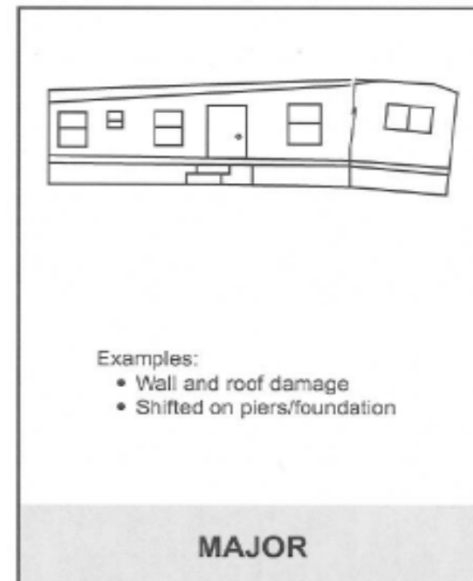 Examples:
• Wall and roof damage
• Shifted on piers/foundation
MAJOR